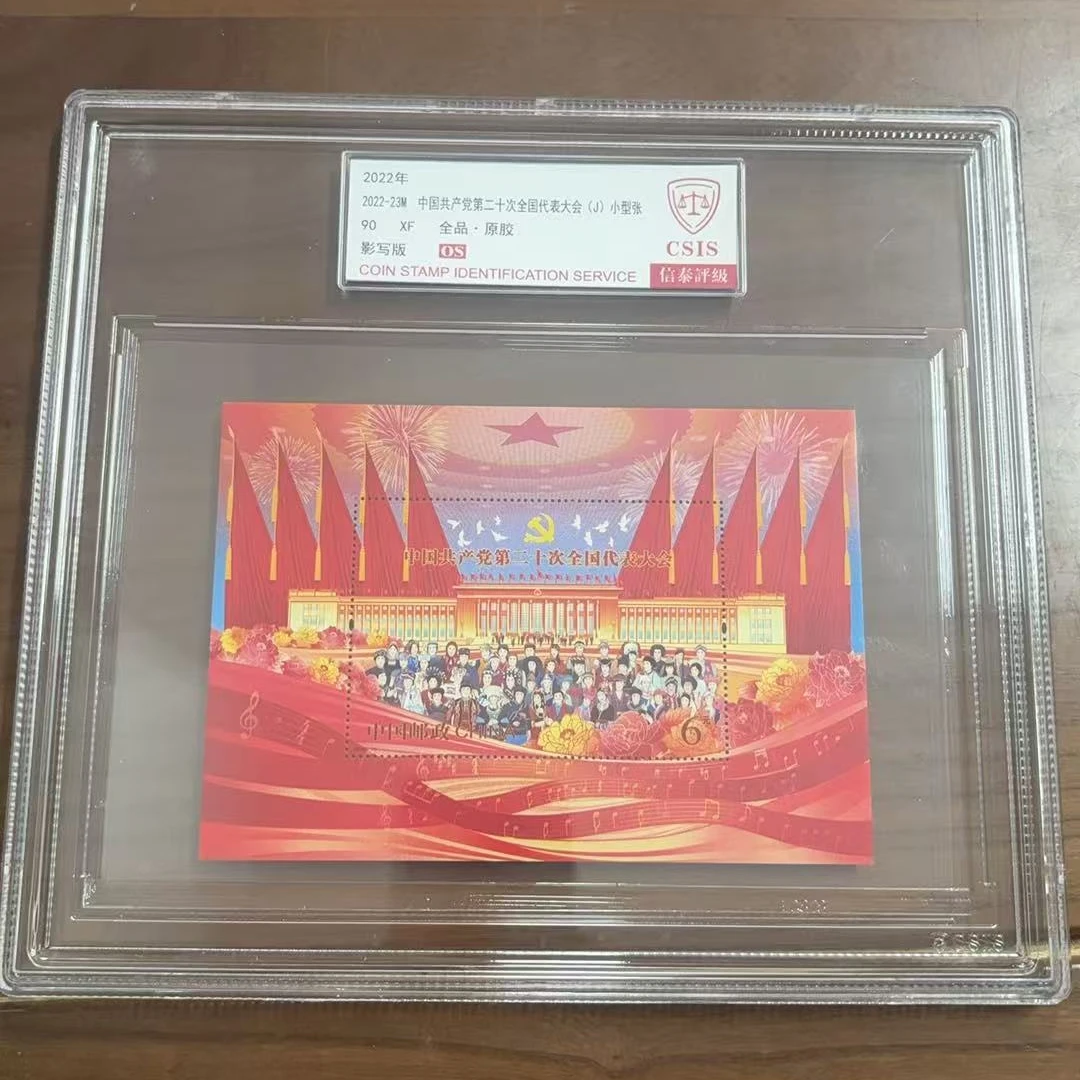 2022年
2022-23M 中国共产党第二十次全国代表大会（J）小型张
90 XF 全品·原胶
影写版 OS
COIN STAMP IDENTIFICATION SERVICE
CSIS
信泰評級
中国共产党第二十次全国代表大会
中国邮政 CHINA
6元
CSIS